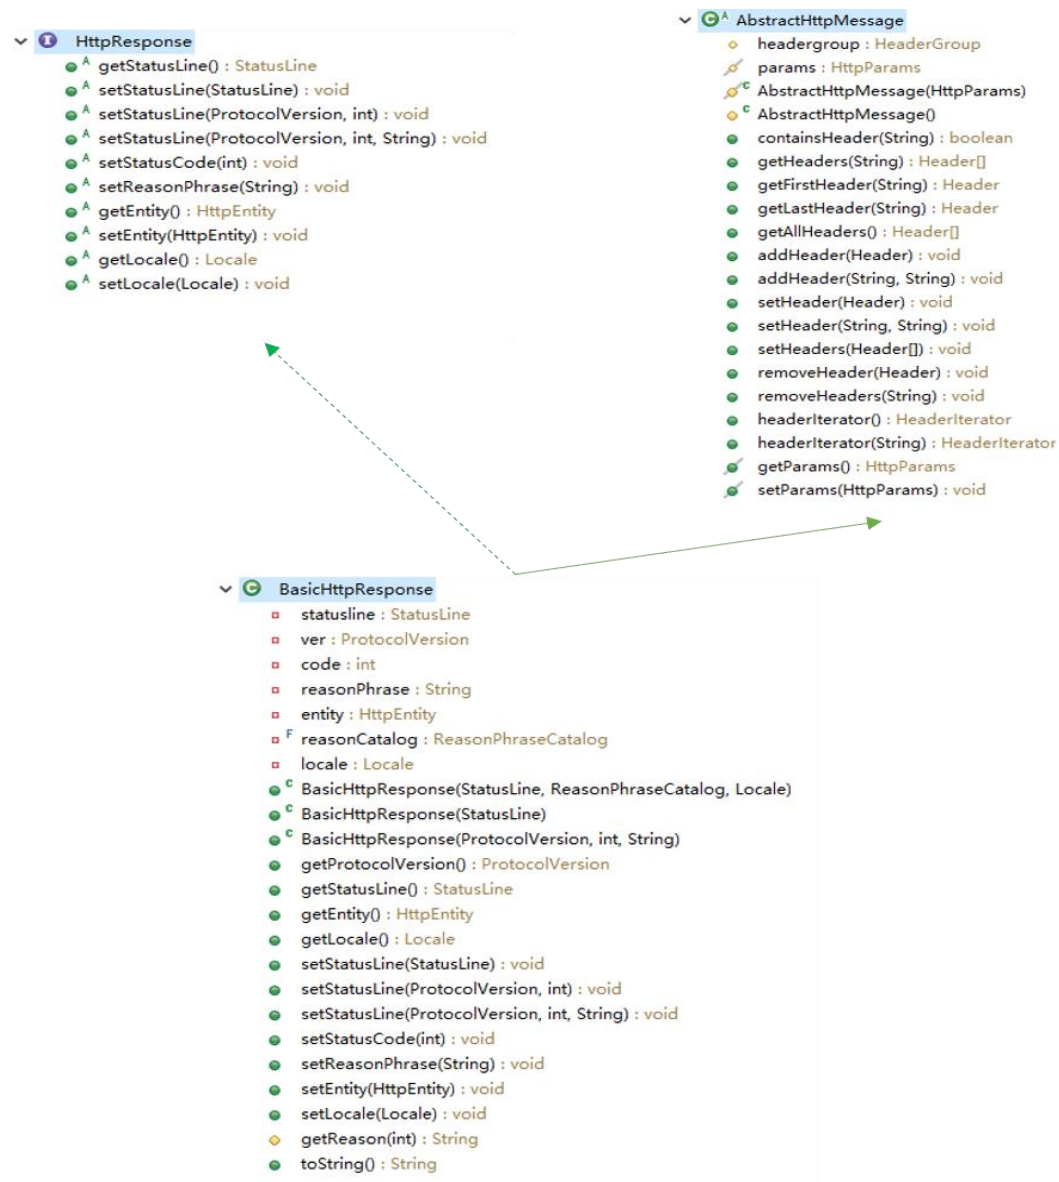 HttpResponse
A getStatusLine() : StatusLine
A setStatusLine(StatusLine) : void
A setStatusLine(ProtocolVersion, int) : void
A setStatusLine(ProtocolVersion, int, String) : void
A setStatusCode(int) : void
A setReasonPhrase(String) : void
A getEntity() : HttpEntity
A setEntity(HttpEntity) : void
A getLocale() : Locale
A setLocale(Locale) : void
A AbstractHttpMessage
headergroup : HeaderGroup
params : HttpParams
C AbstractHttpMessage(HttpParams)
C AbstractHttpMessage()
containsHeader(String) : boolean
getHeaders(String) : Header[]
getFirstHeader(String) : Header
getLastHeader(String) : Header
getAllHeaders() : Header[]
addHeader(Header) : void
addHeader(String, String) : void
setHeader(Header) : void
setHeader(String, String) : void
setHeaders(Header[]) : void
removeHeader(Header) : void
removeHeaders(String) : void
headerIterator() : HeaderIterator
headerIterator(String) : HeaderIterator
getParams() : HttpParams
setParams(HttpParams) : void
BasicHttpResponse
statusline : StatusLine
ver : ProtocolVersion
code : int
reasonPhrase : String
entity : HttpEntity
F reasonCatalog : ReasonPhraseCatalog
locale : Locale
C BasicHttpResponse(StatusLine, ReasonPhraseCatalog, Locale)
C BasicHttpResponse(StatusLine)
C BasicHttpResponse(ProtocolVersion, int, String)
getProtocolVersion() : ProtocolVersion
getStatusLine() : StatusLine
getEntity() : HttpEntity
getLocale() : Locale
setStatusLine(StatusLine) : void
setStatusLine(ProtocolVersion, int) : void
setStatusLine(ProtocolVersion, int, String) : void
setStatusCode(int) : void
setReasonPhrase(String) : void
setEntity(HttpEntity) : void
setLocale(Locale) : void
getReason(int) : String
toString() : String